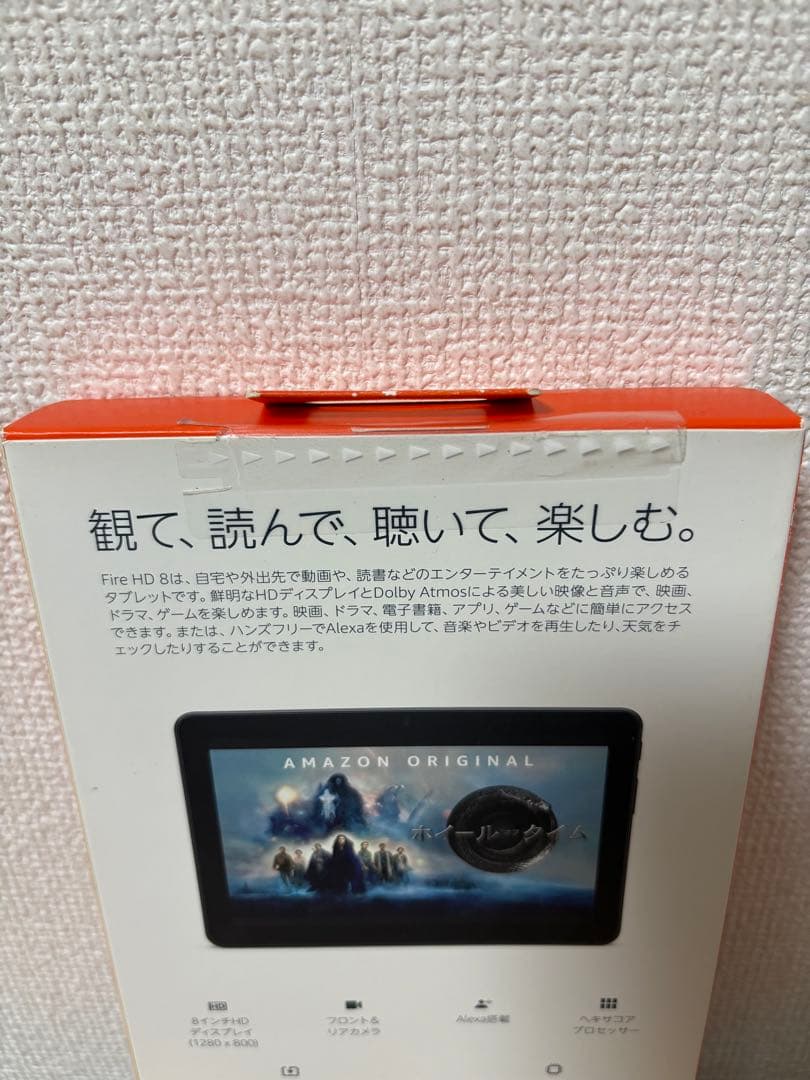 観て、読んで、聴いて、楽しむ。
Fire HD 8は、自宅や外出先で動画や、読書などのエンターテイメントをたっぷり楽しめる
タブレットです。鮮明なHDディスプレイとDolby Atmosによる美しい映像と音声で、映画、
ドラマ、ゲームを楽しめます。映画、ドラマ、電子書籍、アプリ、ゲームなどに簡単にアクセス
できます。または、ハンズフリーでAlexaを使用して、音楽やビデオを再生したり、天気をチ
ェックしたりすることができます。
AMAZON ORIGINAL
ホイール・オブ・タイム
HD
8インチHD
ディスプレイ
(1280 x 800)
フロント&
リアカメラ
Alexa搭載
ヘキサコア
プロセッサー